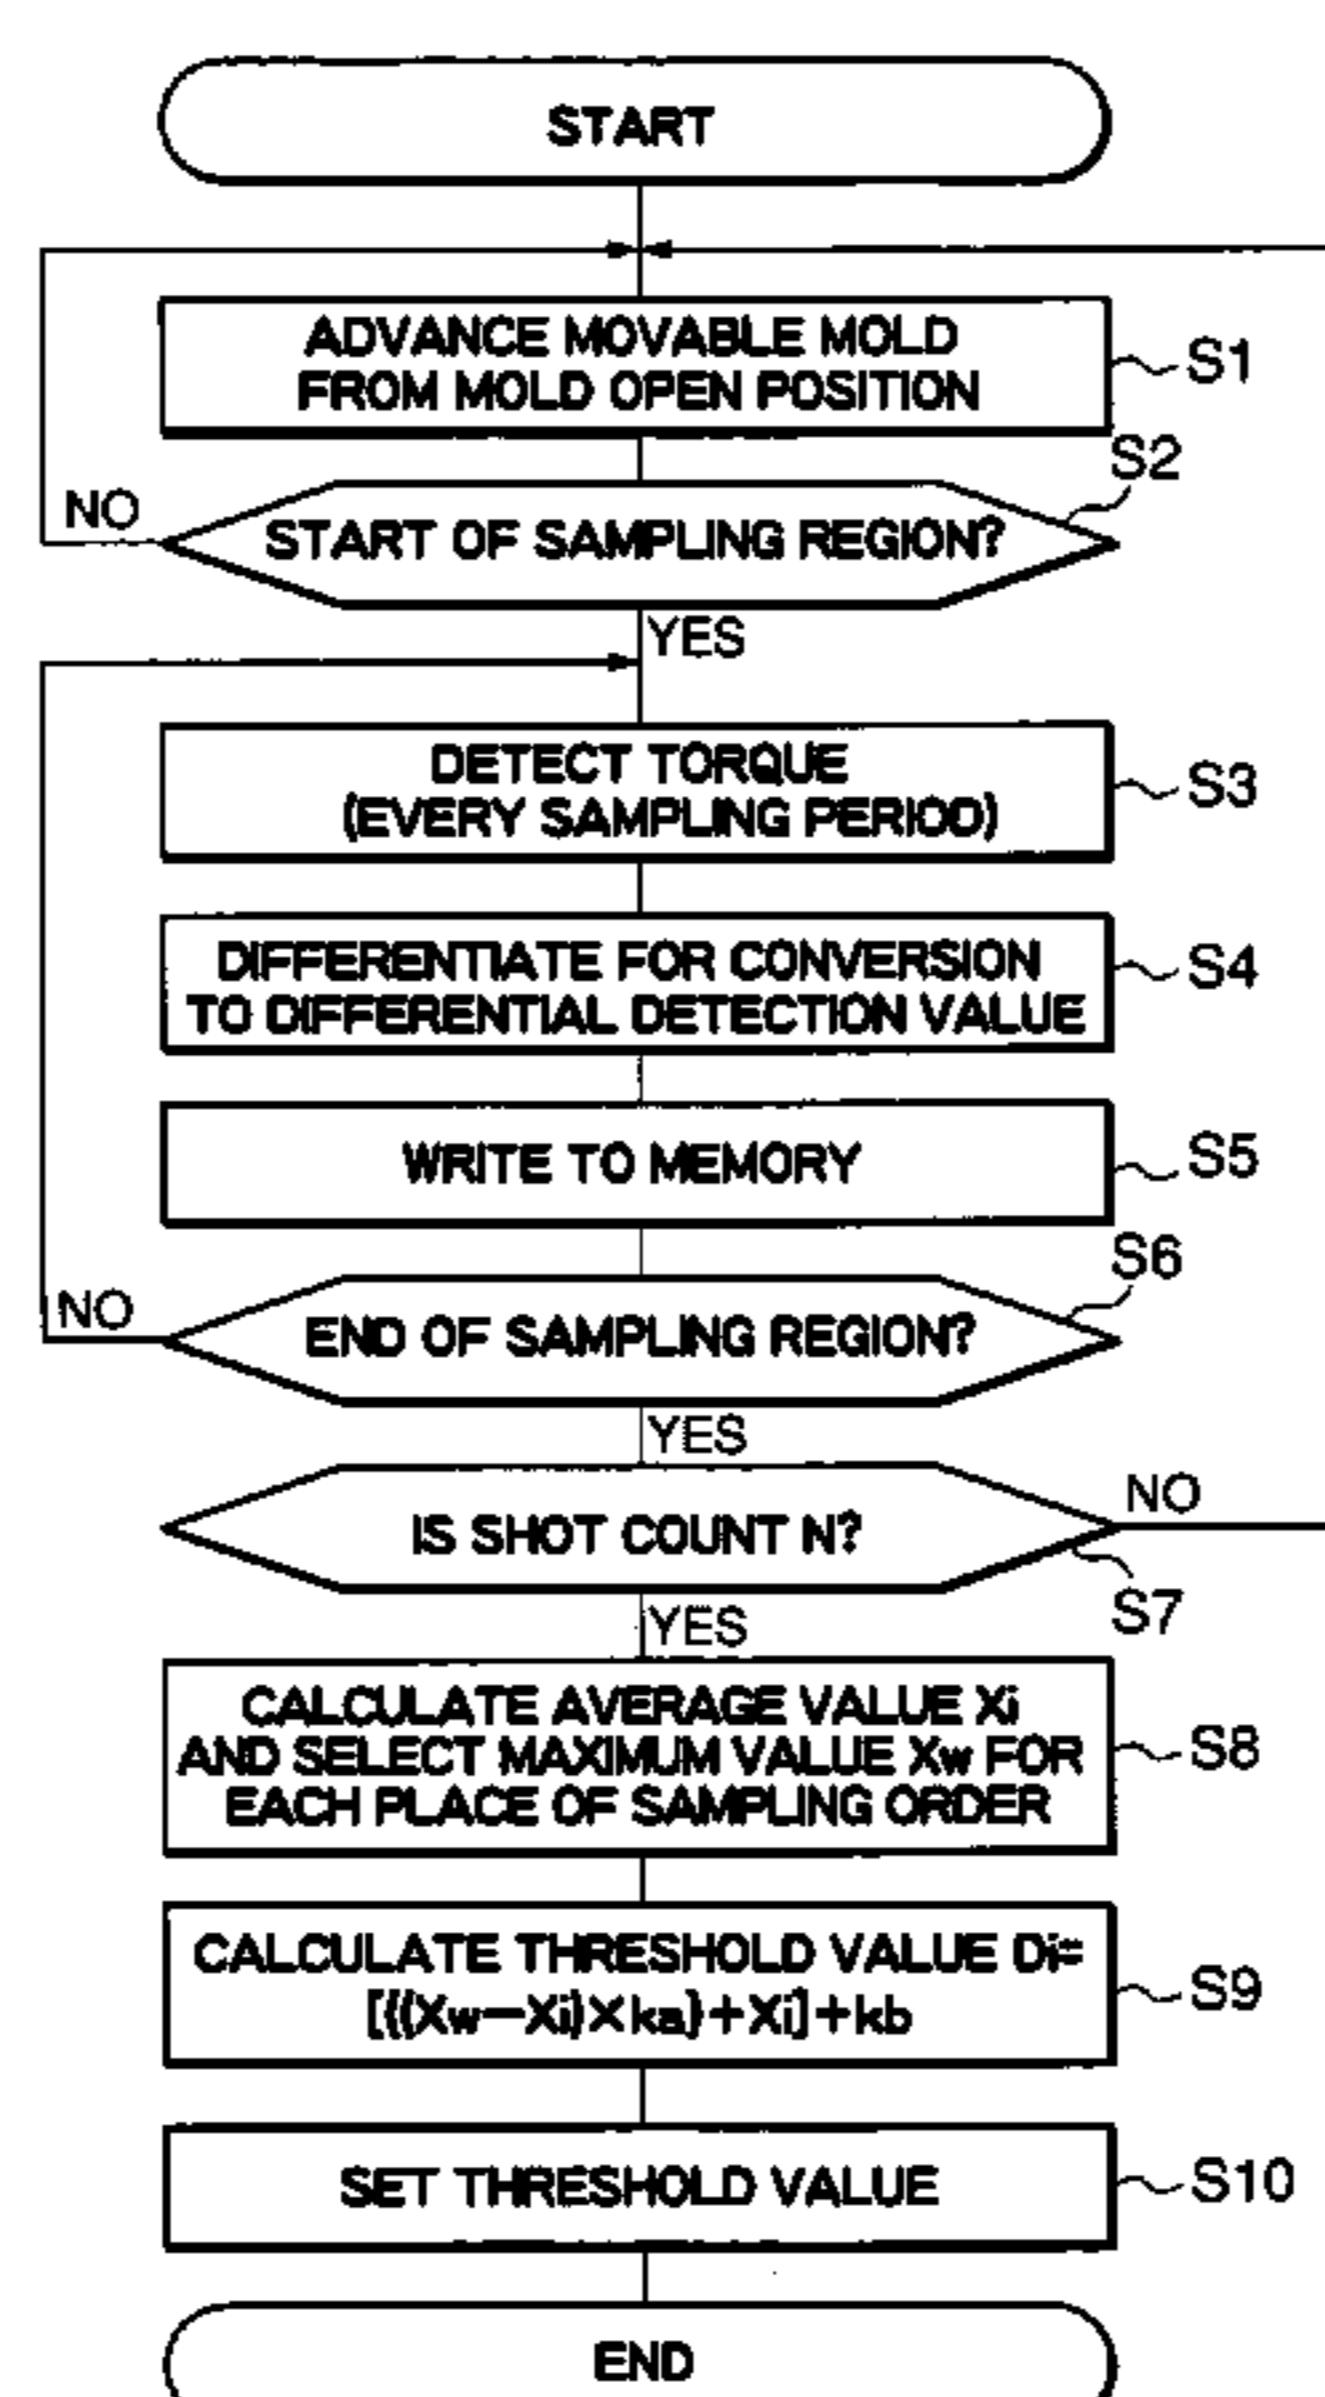 START
ADVANCE MOVABLE MOLD
FROM MOLD OPEN POSITION
S1
S2
NO
START OF SAMPLING REGION?
YES
DETECT TORQUE
(EVERY SAMPLING PERIOD)
S3
DIFFERENTIATE FOR CONVERSION
TO DIFFERENTIAL DETECTION VALUE
S4
WRITE TO MEMORY
S5
S6
NO
END OF SAMPLING REGION?
YES
NO
IS SHOT COUNT N?
S7
YES
CALCULATE AVERAGE VALUE Xi
AND SELECT MAXIMUM VALUE Xw FOR
EACH PLACE OF SAMPLING ORDER
S8
CALCULATE THRESHOLD VALUE Di=
[{(Xw-Xi)×ka}+Xi]+kb
S9
SET THRESHOLD VALUE
S10
END